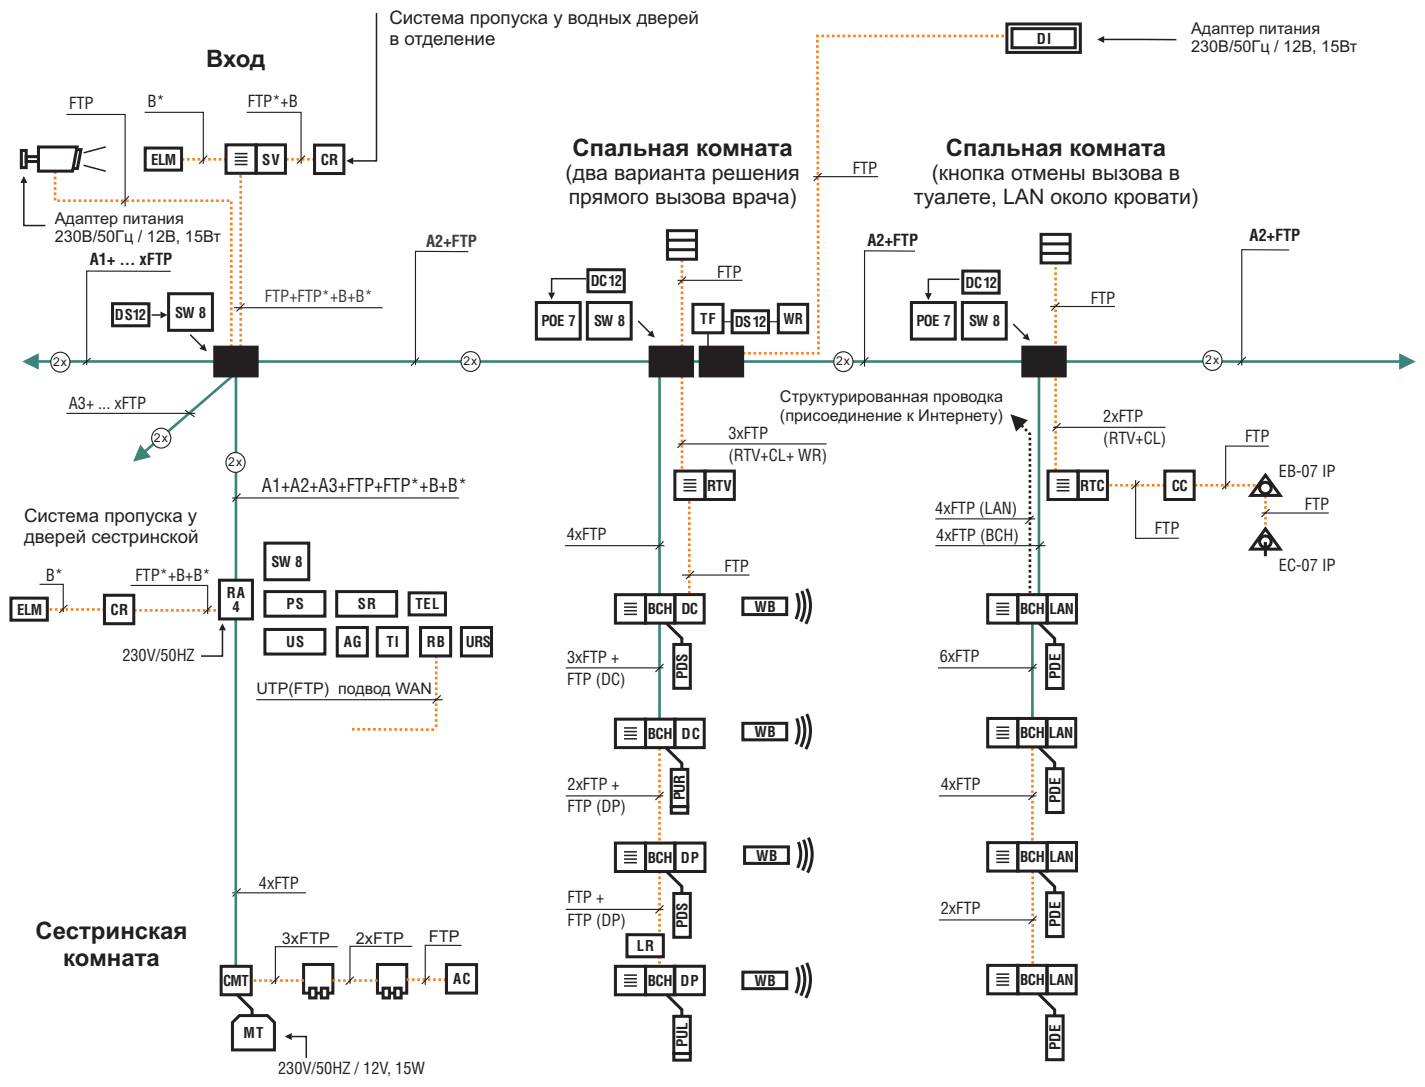 Система пропуска у водных дверей
в отделение
DI
Адаптер питания
230В/50Гц / 12В, 15Вт
Вход
FTP
B*
FTP*+B
ELM
SV
CR
Адаптер питания
230В/50Гц / 12В, 15Вт
Спальная комната
(два варианта решения
прямого вызова врача)
FTP
Спальная комната
(кнопка отмены вызова в
туалете, LAN около кровати)
A1+ ... xFTP
A2+FTP
A2+FTP
A2+FTP
FTP+FTP*+B+B*
DS12
SW 8
DC12
FTP
POE 7
SW 8
TF
DS12
WR
DC12
FTP
POE 7
SW 8
2x
2x
2x
2x
A3+ ... xFTP
2x
2x
Структурированная проводка
(присоединение к Интернету)
3xFTP
(RTV+CL+ WR)
2xFTP
(RTV+CL)
FTP
A1+A2+A3+FTP+FTP*+B+B*
RTV
RTC
CC
EB-07 IP
FTP
FTP
EC-07 IP
Система пропуска у
дверей сестринской
4xFTP (LAN)
4xFTP (BCH)
4xFTP
FTP
B*
FTP*+B+B*
ELM
CR
RA
4
SW 8
PS
SR
TEL
US
AG
TI
RB
URS
230V/50HZ
UTP(FTP) подвод WAN
BCH
DC
WB
BCH
LAN
3xFTP +
FTP (DC)
PDS
6xFTP
PDE
BCH
DC
WB
BCH
LAN
2xFTP +
FTP (DP)
PUR
4xFTP
PDE
BCH
DP
WB
BCH
LAN
FTP +
FTP (DP)
PDS
2xFTP
PDE
LR
BCH
DP
WB
BCH
LAN
PUL
PDE
4xFTP
Сестринская
комната
3xFTP
2xFTP
FTP
CMT
AC
MT
230V/50HZ / 12V, 15W